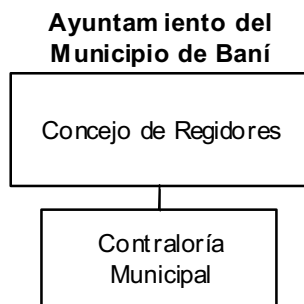 Ayuntamiento del
Municipio de Baní
Concejo de Regidores
Contraloría
Municipal